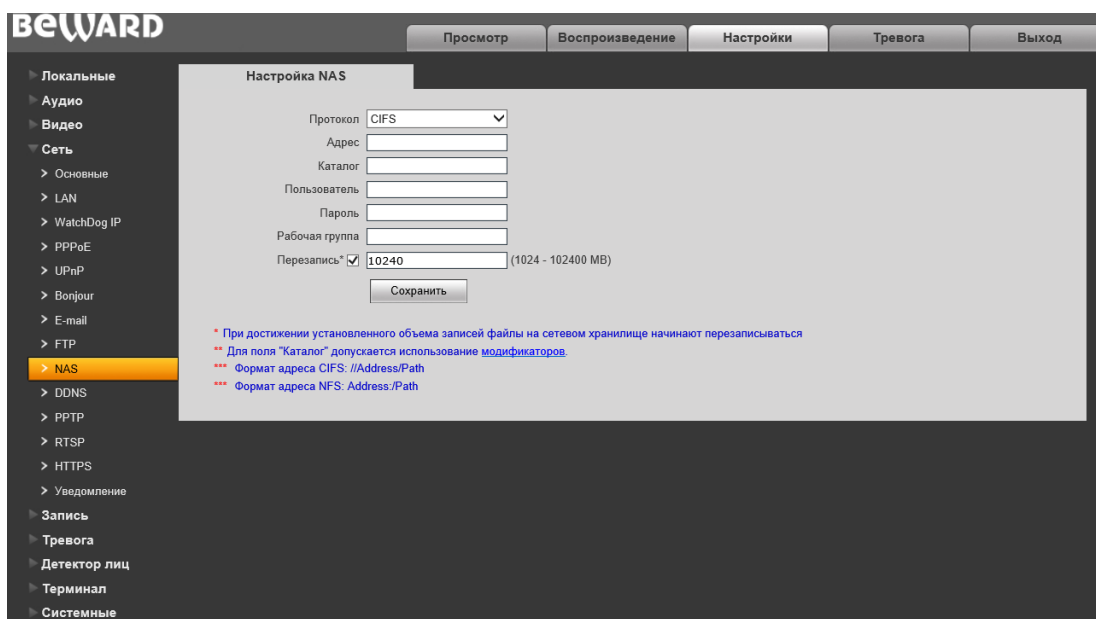 BEWARD
Просмотр
Воспроизведение
Настройки
Тревога
Выход
Локальные
Аудио
Видео
Сеть
Основные
LAN
WatchDog IP
PPPoE
UPnP
Bonjour
E-mail
FTP
NAS
DDNS
PPTP
RTSP
HTTPS
Уведомление
Запись
Тревога
Детектор лиц
Терминал
Системные
Настройка NAS
Протокол CIFS
Адрес
Каталог
Пользователь
Пароль
Рабочая группа
Перезапись* 10240 (1024 - 102400 MB)
Сохранить
* При достижении установленного объема записей файлы на сетевом хранилище начинают перезаписываться
** Для поля "Каталог" допускается использование модификаторов.
*** Формат адреса CIFS: //Address/Path
*** Формат адреса NFS: Address:/Path